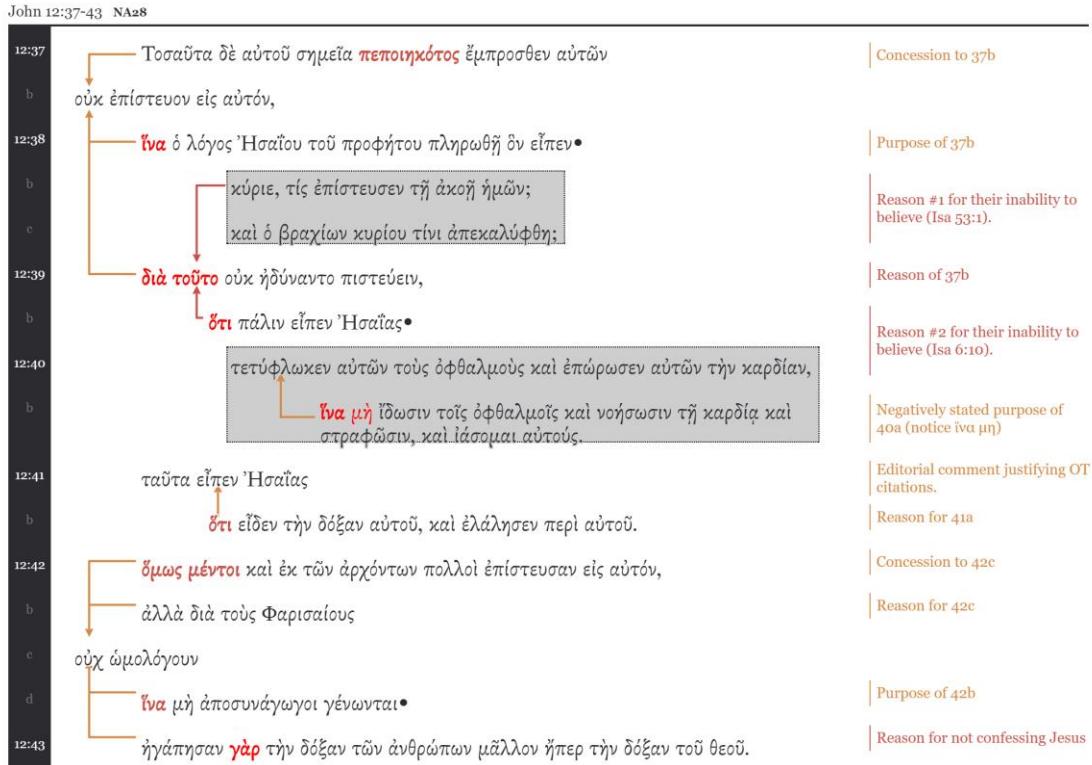 John 12:37-43 NA28
12:37 Τοσαῦτα δὲ αὐτοῦ σημεῖα πεποιηκότος ἔμπροσθεν αὐτῶν Concession to 37b
b οὐκ ἐπίστευον εἰς αὐτόν,
12:38 ἵνα ὁ λόγος Ἠσαΐου τοῦ προφήτου πληρωθῇ ὃν εἶπεν• Purpose of 37b
b κύριε, τίς ἐπίστευσεν τῇ ἀκοῇ ἡμῶν;
Reason #1 for their inability to
believe (Isa 53:1).
c καὶ ὁ βραχίων κυρίου τίνι ἀπεκαλύφθη;
12:39 διὰ τοῦτο οὐκ ἠδύναντο πιστεύειν, Reason of 37b
b ὅτι πάλιν εἶπεν Ἠσαΐας•
Reason #2 for their inability to
believe (Isa 6:10).
12:40 τετύφλωκεν αὐτῶν τοὺς ὀφθαλμοὺς καὶ ἐπώρωσεν αὐτῶν τὴν καρδίαν,
b ἵνα μὴ ἴδωσιν τοῖς ὀφθαλμοῖς καὶ νοήσωσιν τῇ καρδίᾳ καὶ
στραφῶσιν, καὶ ἰάσομαι αὐτούς.
Negatively stated purpose of
40a (notice ἵνα μη)
12:41 ταῦτα εἶπεν Ἠσαΐας
Editorial comment justifying OT
citations.
b ὅτι εἶδεν τὴν δόξαν αὐτοῦ, καὶ ἐλάλησεν περὶ αὐτοῦ. Reason for 41a
12:42 ὅμως μέντοι καὶ ἐκ τῶν ἀρχόντων πολλοὶ ἐπίστευσαν εἰς αὐτόν, Concession to 42c
b ἀλλὰ διὰ τοὺς Φαρισαίους Reason for 42c
c οὐχ ὡμολόγουν
d ἵνα μὴ ἀποσυνάγωγοι γένωνται• Purpose of 42b
12:43 ἠγάπησαν γὰρ τὴν δόξαν τῶν ἀνθρώπων μᾶλλον ἤπερ τὴν δόξαν τοῦ θεοῦ. Reason for not confessing Jesus